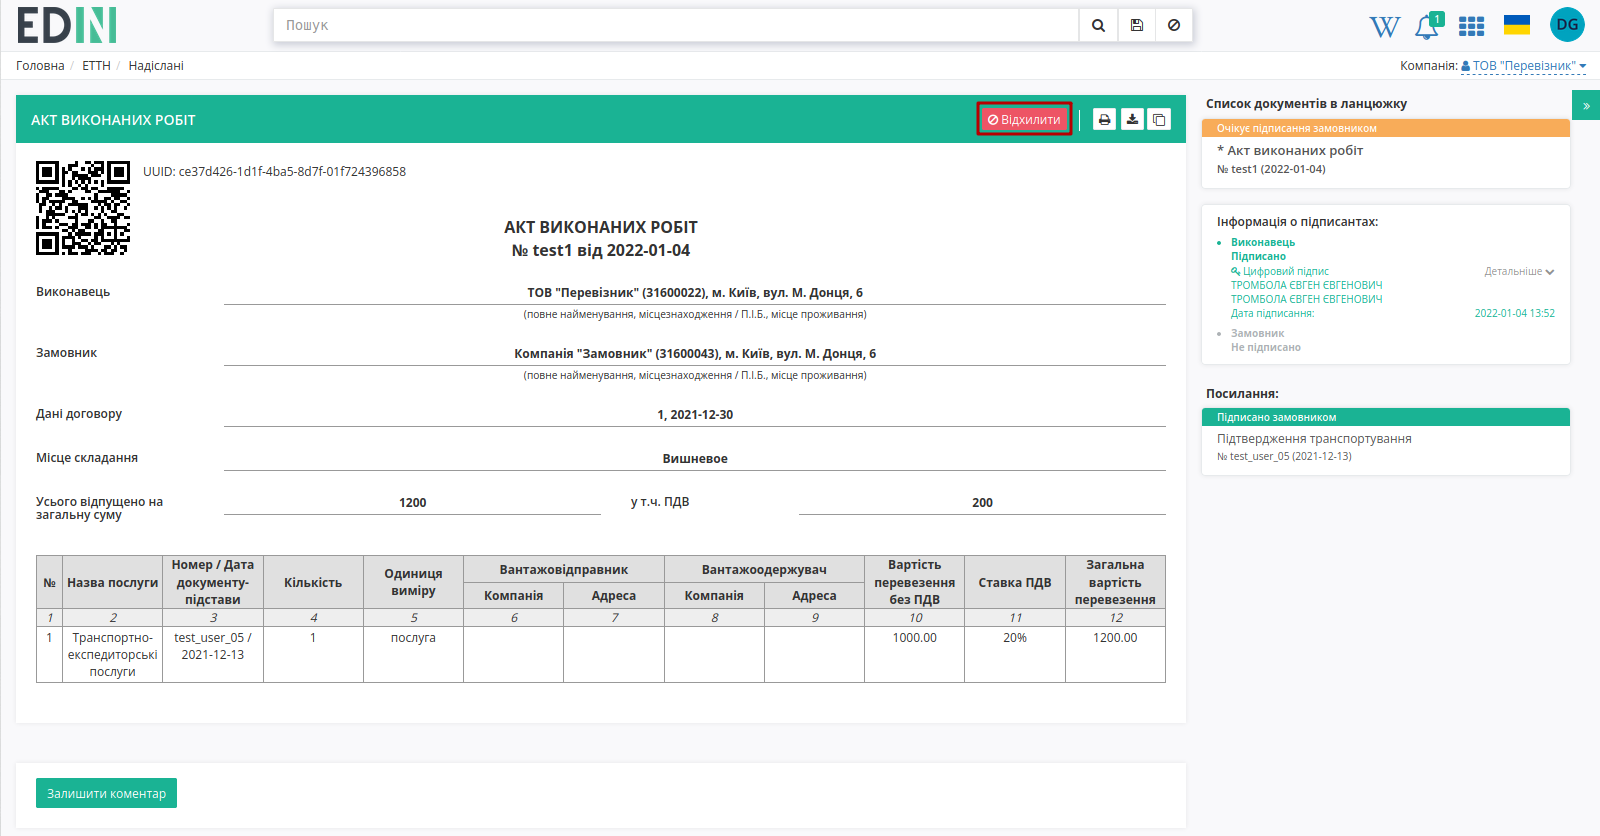 EDIN
Пошук
1
DG
Головна / ЕТТН / Надіслані
Компанія: ТОВ "Перевізник"
АКТ ВИКОНАНИХ РОБІТ
Відхилити
»
UUID: ce37d426-1d1f-4ba5-8d7f-01f724396858
АКТ ВИКОНАНИХ РОБІТ
№ test1 від 2022-01-04
Виконавець
ТОВ "Перевізник" (31600022), м. Київ, вул. М. Донця, 6
(повне найменування, місцезнаходження / П.І.Б., місце проживання)
Замовник
Компанія "Замовник" (31600043), м. Київ, вул. М. Донця, 6
(повне найменування, місцезнаходження / П.І.Б., місце проживання)
Дані договору
1, 2021-12-30
Місце складання
Вишневое
Усього відпущено на
загальну суму
1200
у т.ч. ПДВ
200
№
Назва послуги
Номер / Дата
документу-
підстави
Кількість
Одиниця
виміру
Вантажовідправник
Компанія
Адреса
Вантажоодержувач
Компанія
Адреса
Вартість
перевезення
без ПДВ
Ставка ПДВ
Загальна
вартість
перевезення
1 2 3 4 5 6 7 8 9 10 11 12
1
Транспортно-
експедиторські
послуги
test_user_05 /
2021-12-13
1
послуга
1000.00
20%
1200.00
Залишити коментар
Список документів в ланцюжку
Очікує підписання замовником
* Акт виконаних робіт
№ test1 (2022-01-04)
Інформація о підписантах:
Виконавець
Підписано
Цифровий підпис
Детальніше
ТРОМБОЛА ЄВГЕН ЄВГЕНОВИЧ
ТРОМБОЛА ЄВГЕН ЄВГЕНОВИЧ
Дата підписання: 2022-01-04 13:52
Замовник
Не підписано
Посилання:
Підписано замовником
Підтвердження транспортування
№ test_user_05 (2021-12-13)